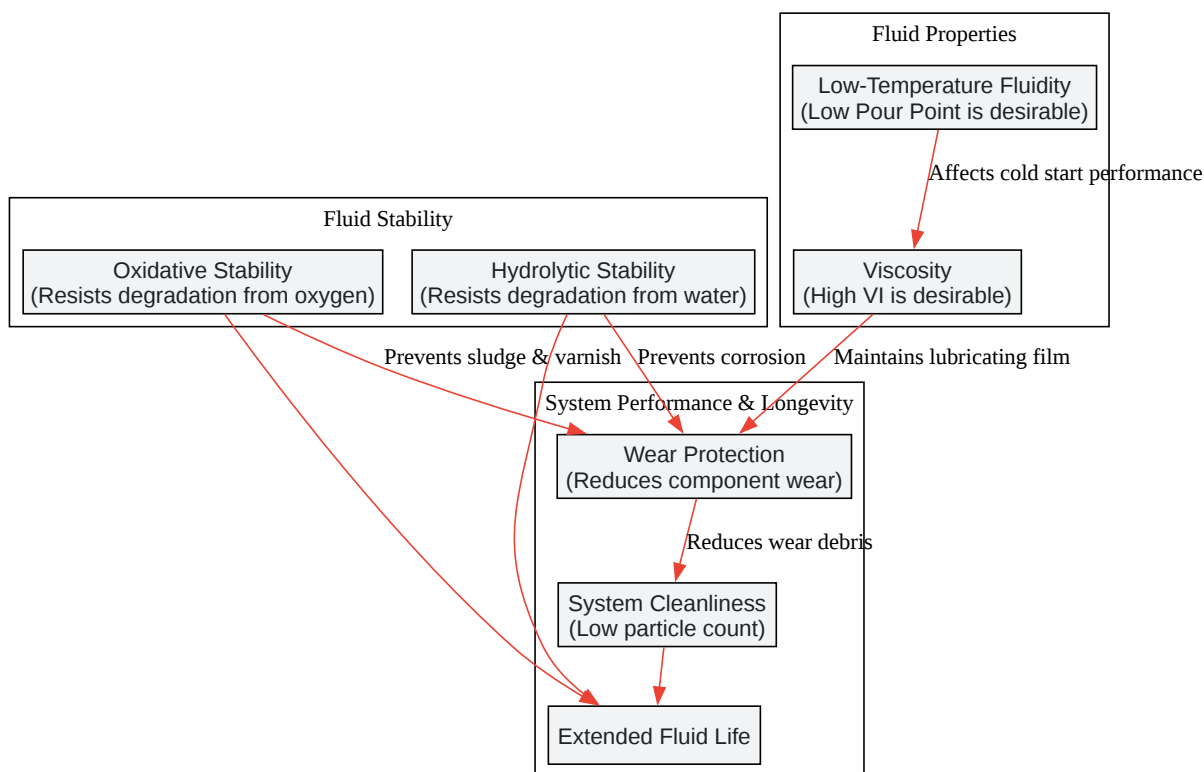 Fluid Properties
Low-Temperature Fluidity
(Low Pour Point is desirable)
Affects cold start performance
Fluid Stability
Oxidative Stability
(Resists degradation from oxygen)
Hydrolytic Stability
(Resists degradation from water)
Viscosity
(High VI is desirable)
Prevents sludge & varnish
Prevents corrosion
Maintains lubricating film
System Performance & Longevity
Wear Protection
(Reduces component wear)
Reduces wear debris
System Cleanliness
(Low particle count)
Extended Fluid Life